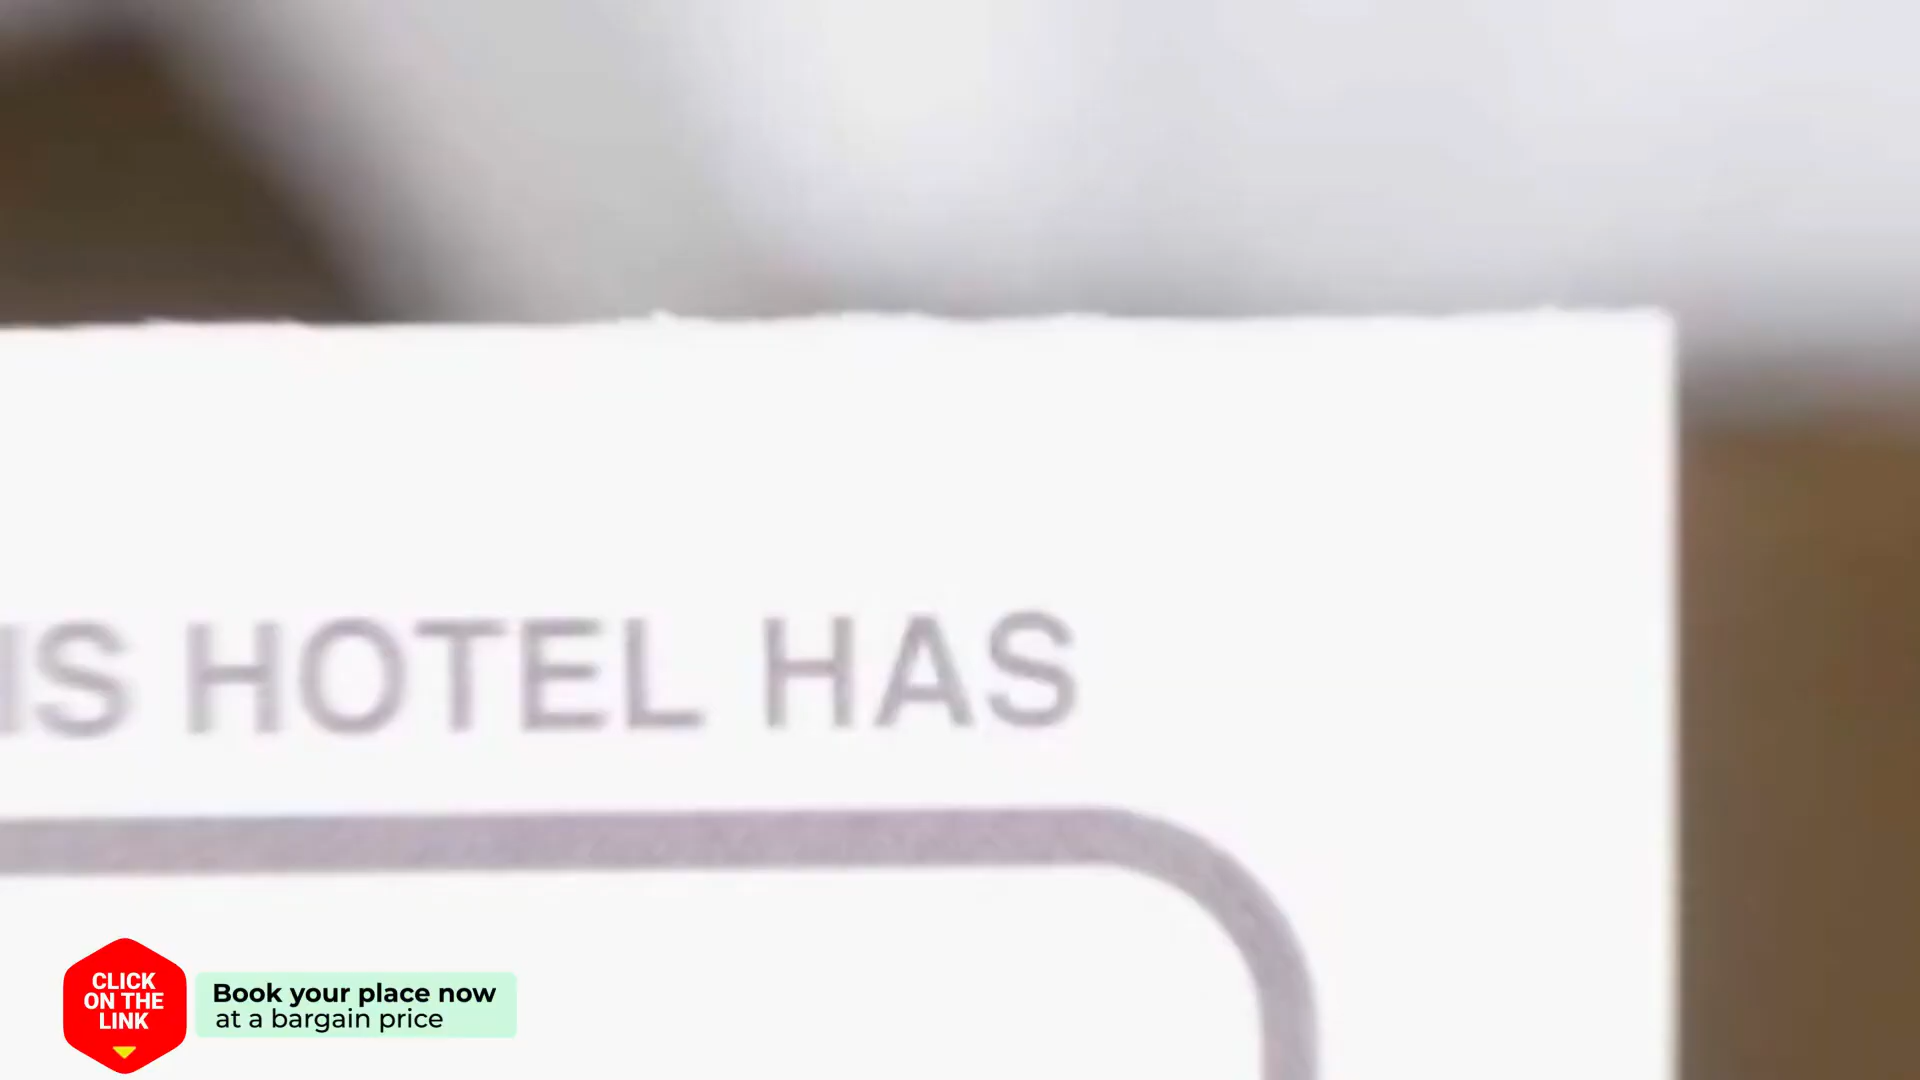 IS HOTEL HAS
CLICK
ON THE
LINK
Book your place now
at a bargain price